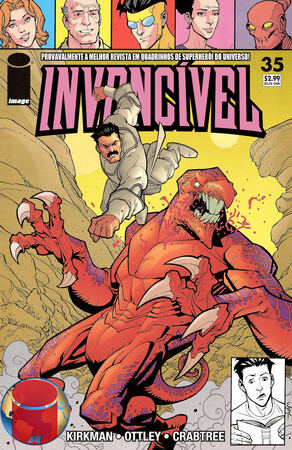 PROVAVELMENTE A MELHOR REVISTA EM QUADRINHOS DE SUPER-HERÓI DO UNIVERSO!
INVENCÍVEL
35
$2.99
image
KIRKMAN • OTTLEY • CRABTREE